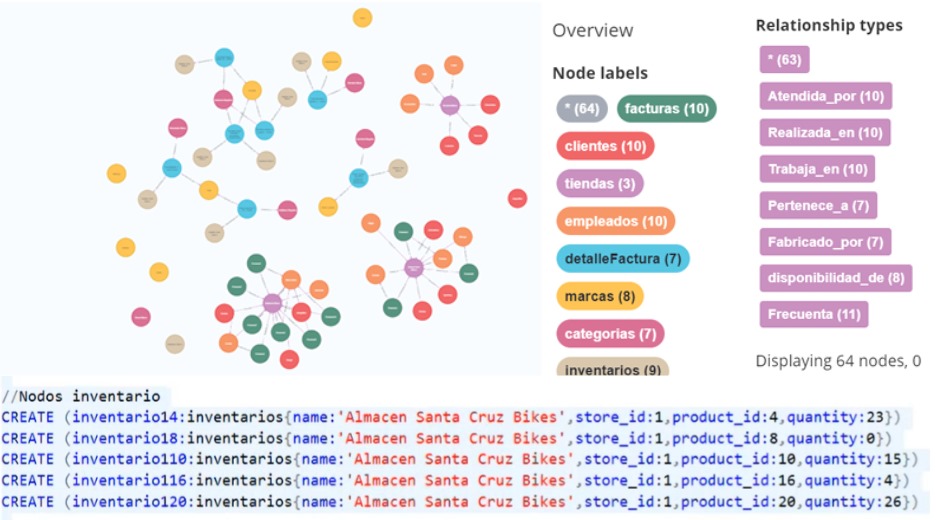 Overview
Node labels
* (64) facturas (10)
clientes (10)
tiendas (3)
empleados (10)
detalleFactura (7)
marcas (8)
categorias (7)
inventarios (9)
Relationship types
* (63)
Atendida_por (10)
Realizada_en (10)
Trabaja_en (10)
Pertenece_a (7)
Fabricado_por (7)
disponibilidad_de (8)
Frecuenta (11)
Displaying 64 nodes, 0
//Nodos inventario
CREATE (inventario14:inventarios{name:'Almacen Santa Cruz Bikes',store_id:1,product_id:4,quantity:23})
CREATE (inventario18:inventarios{name:'Almacen Santa Cruz Bikes',store_id:1,product_id:8,quantity:0})
CREATE (inventario110:inventarios{name:'Almacen Santa Cruz Bikes',store_id:1,product_id:10,quantity:15})
CREATE (inventario116:inventarios{name:'Almacen Santa Cruz Bikes',store_id:1,product_id:16,quantity:4})
CREATE (inventario120:inventarios{name:'Almacen Santa Cruz Bikes',store_id:1,product_id:20,quantity:26})